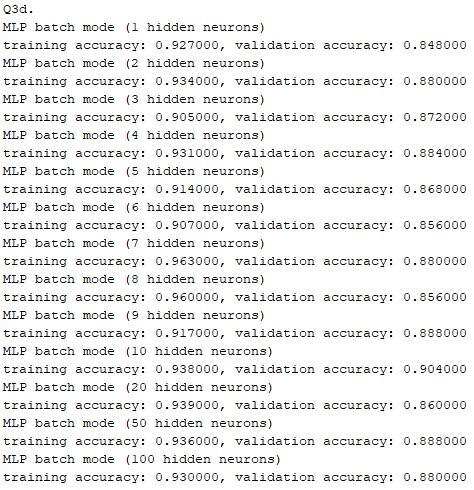 Q3d.
MLP batch mode (1 hidden neurons)
training accuracy: 0.927000, validation accuracy: 0.848000
MLP batch mode (2 hidden neurons)
training accuracy: 0.934000, validation accuracy: 0.880000
MLP batch mode (3 hidden neurons)
training accuracy: 0.905000, validation accuracy: 0.872000
MLP batch mode (4 hidden neurons)
training accuracy: 0.931000, validation accuracy: 0.884000
MLP batch mode (5 hidden neurons)
training accuracy: 0.914000, validation accuracy: 0.868000
MLP batch mode (6 hidden neurons)
training accuracy: 0.907000, validation accuracy: 0.856000
MLP batch mode (7 hidden neurons)
training accuracy: 0.963000, validation accuracy: 0.880000
MLP batch mode (8 hidden neurons)
training accuracy: 0.960000, validation accuracy: 0.856000
MLP batch mode (9 hidden neurons)
training accuracy: 0.917000, validation accuracy: 0.888000
MLP batch mode (10 hidden neurons)
training accuracy: 0.938000, validation accuracy: 0.904000
MLP batch mode (20 hidden neurons)
training accuracy: 0.939000, validation accuracy: 0.860000
MLP batch mode (50 hidden neurons)
training accuracy: 0.936000, validation accuracy: 0.888000
MLP batch mode (100 hidden neurons)
training accuracy: 0.930000, validation accuracy: 0.880000